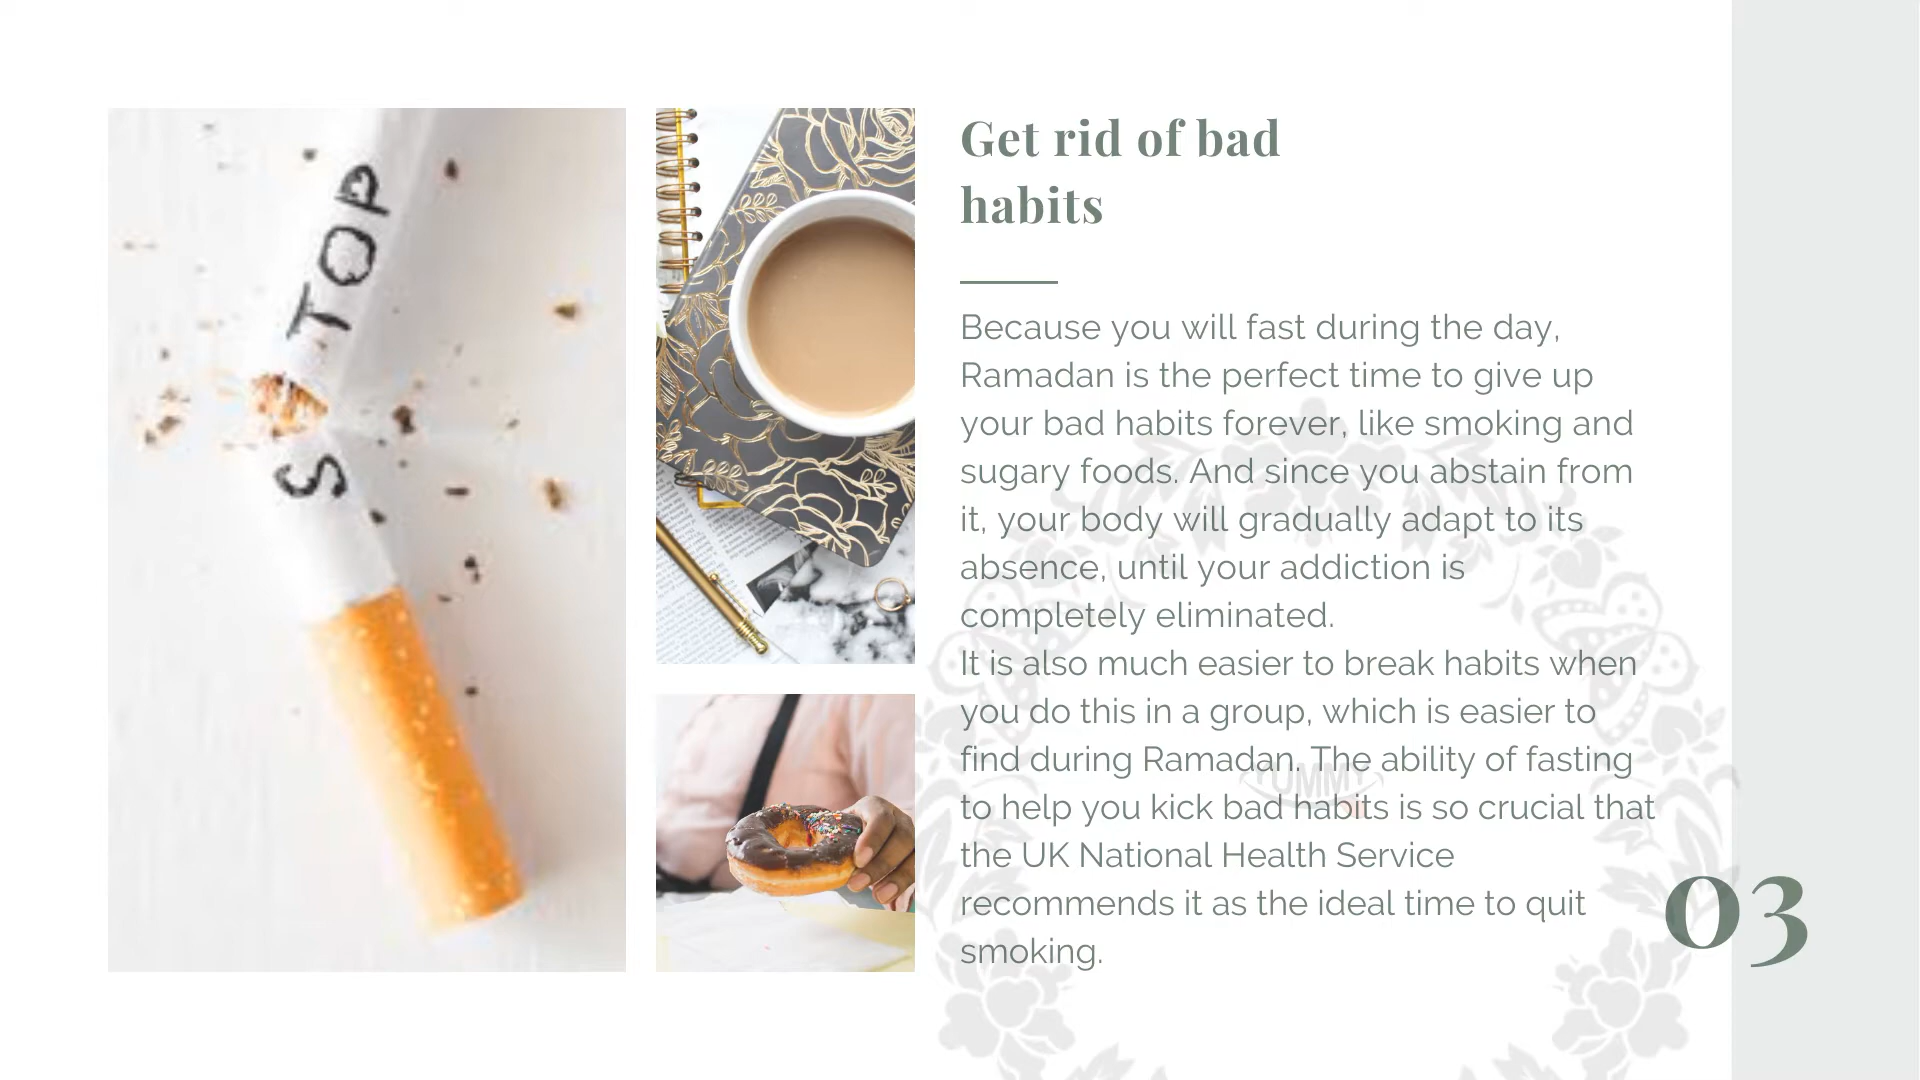 STOP
Get rid of bad
habits
Because you will fast during the day,
Ramadan is the perfect time to give up
your bad habits forever, like smoking and
sugary foods. And since you abstain from
it, your body will gradually adapt to its
absence, until your addiction is
completely eliminated.
It is also much easier to break habits when
you do this in a group, which is easier to
find during Ramadan. The ability of fasting
to help you kick bad habits is so crucial that
the UK National Health Service
recommends it as the ideal time to quit
smoking.
YUMMY
03